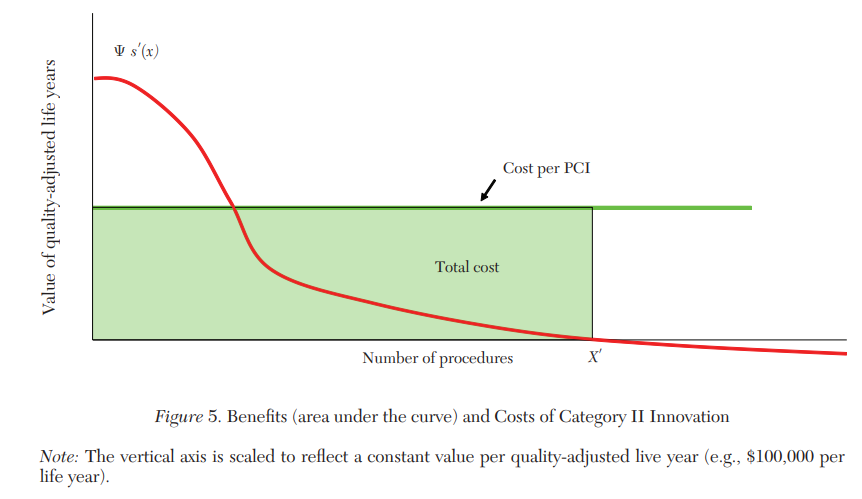 Ψ s′(x)
Value of quality-adjusted life years
Cost per PCI
Total cost
Number of procedures
X′
Figure 5. Benefits (area under the curve) and Costs of Category II Innovation
Note: The vertical axis is scaled to reflect a constant value per quality-adjusted live year (e.g., $100,000 per
life year).